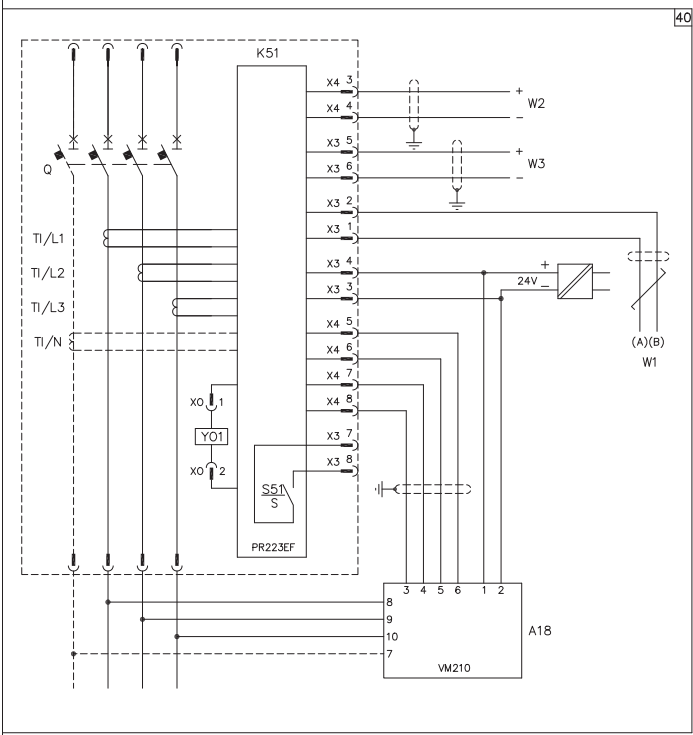 40
K51
X4 3
+
W2
X4 4
−
X3 5
+
W3
X3 6
−
Q
X3 2
X3 1
TI/L1
TI/L2
X3 4
+
24V
−
X3 3
TI/L3
X4 5
TI/N
(A)(B)
W1
X4 6
X4 7
X4 8
XO 1
YO1
X3 7
XO 2
X3 8
S51
S
PR223EF
3 4 5 6 1 2
8
9
10
7
A18
VM210